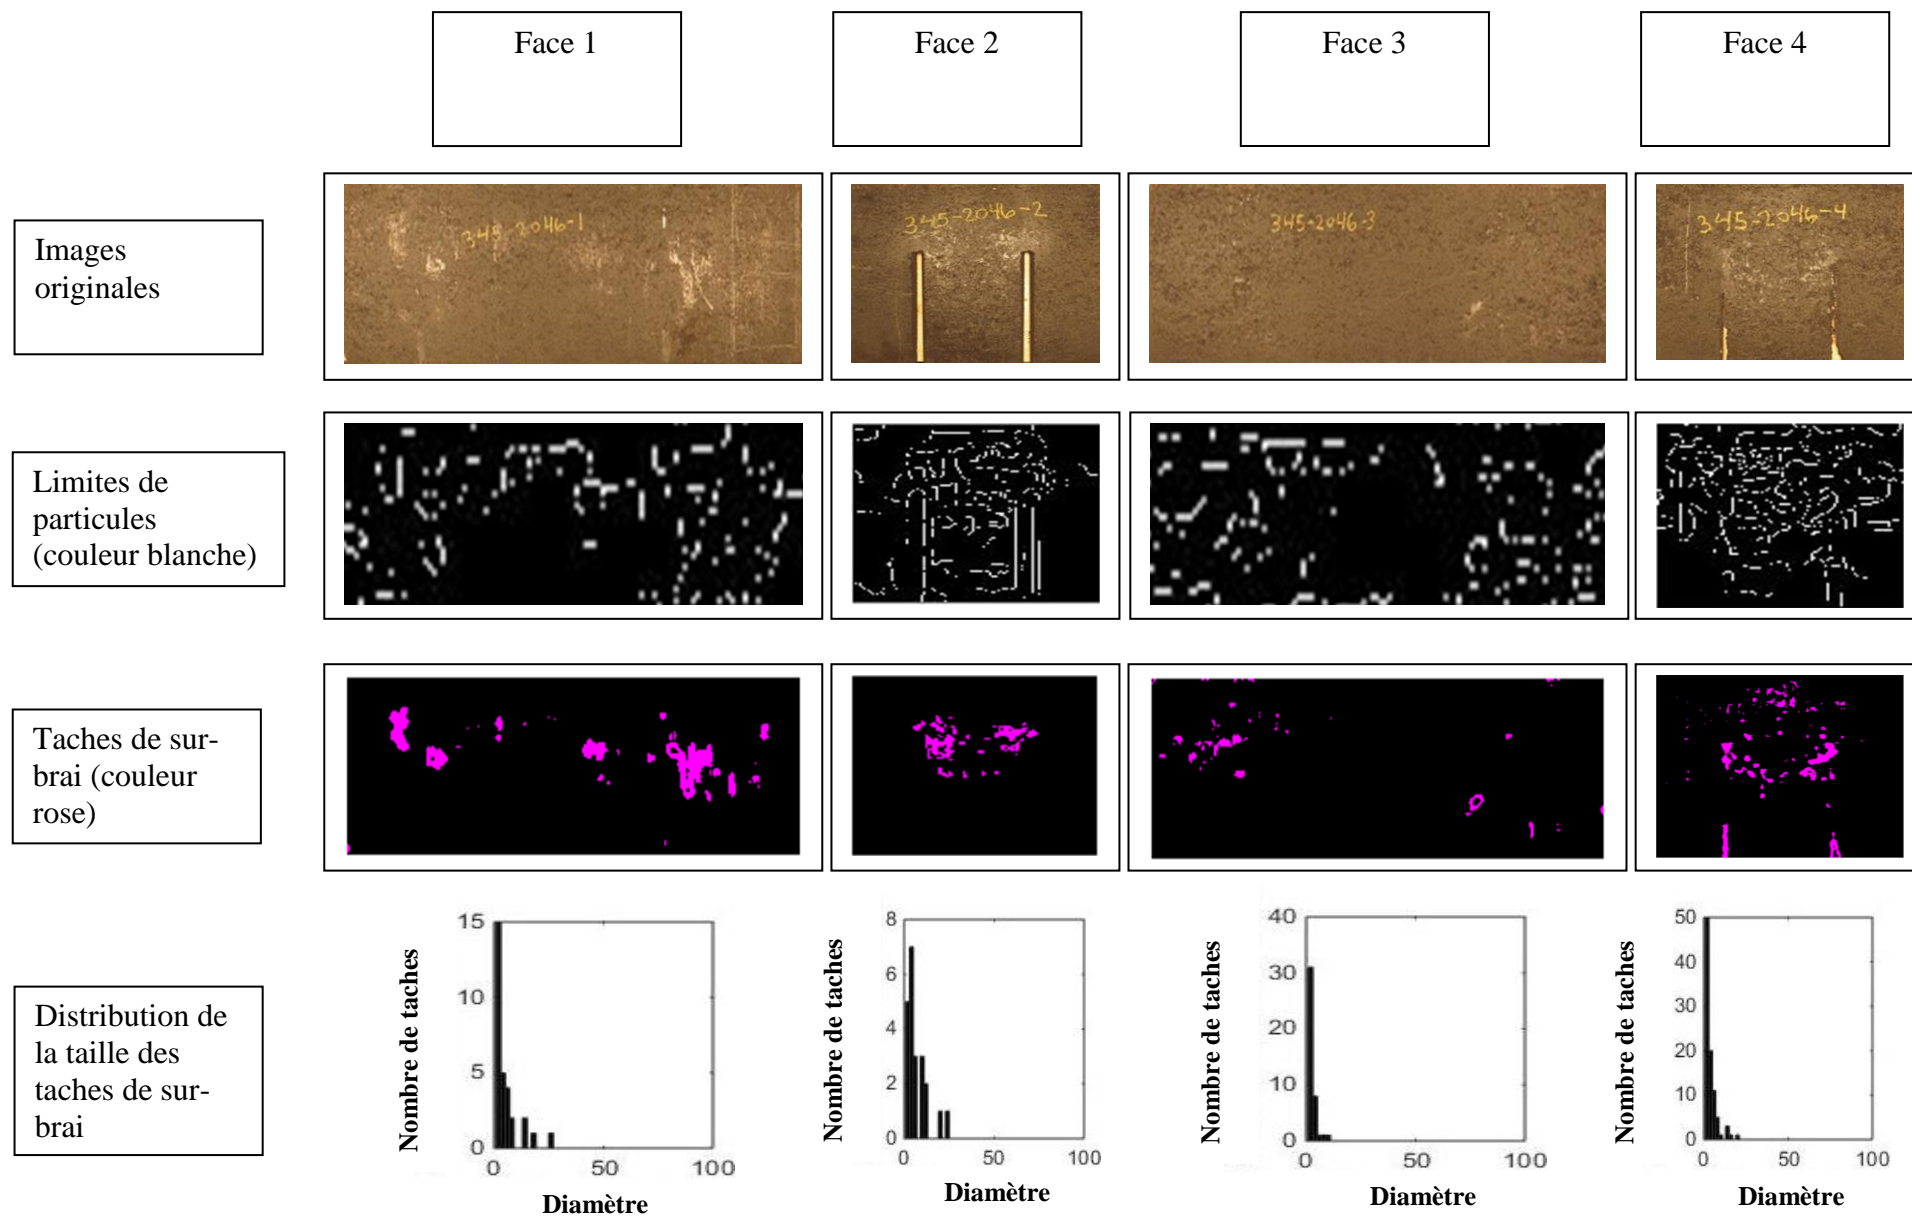 Face 1
Face 2
Face 3
Face 4
Images
originales
345-2046-1
345-2046-2
345-2046-3
345-2046-4
Limites de
particules
(couleur blanche)
Taches de sur-
brai (couleur
rose)
Distribution de
la taille des
taches de sur-
brai
Nombre de taches
15
10
5
0
0 50 100
Diamètre
Nombre de taches
8
6
4
2
0
0 50 100
Diamètre
Nombre de taches
40
30
20
10
0
0 50 100
Diamètre
Nombre de taches
50
40
30
20
10
0
0 50 100
Diamètre